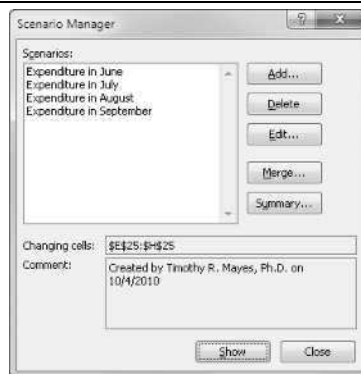 Scenario Manager
Scenarios:
Expenditure in June
Expenditure in July
Expenditure in August
Expenditure in September
Add...
Delete
Edit...
Merge...
Summary...
Changing cells: $E$25:$H$25
Comment: Created by Timothy R. Mayes, Ph.D. on
10/4/2010
Show Close